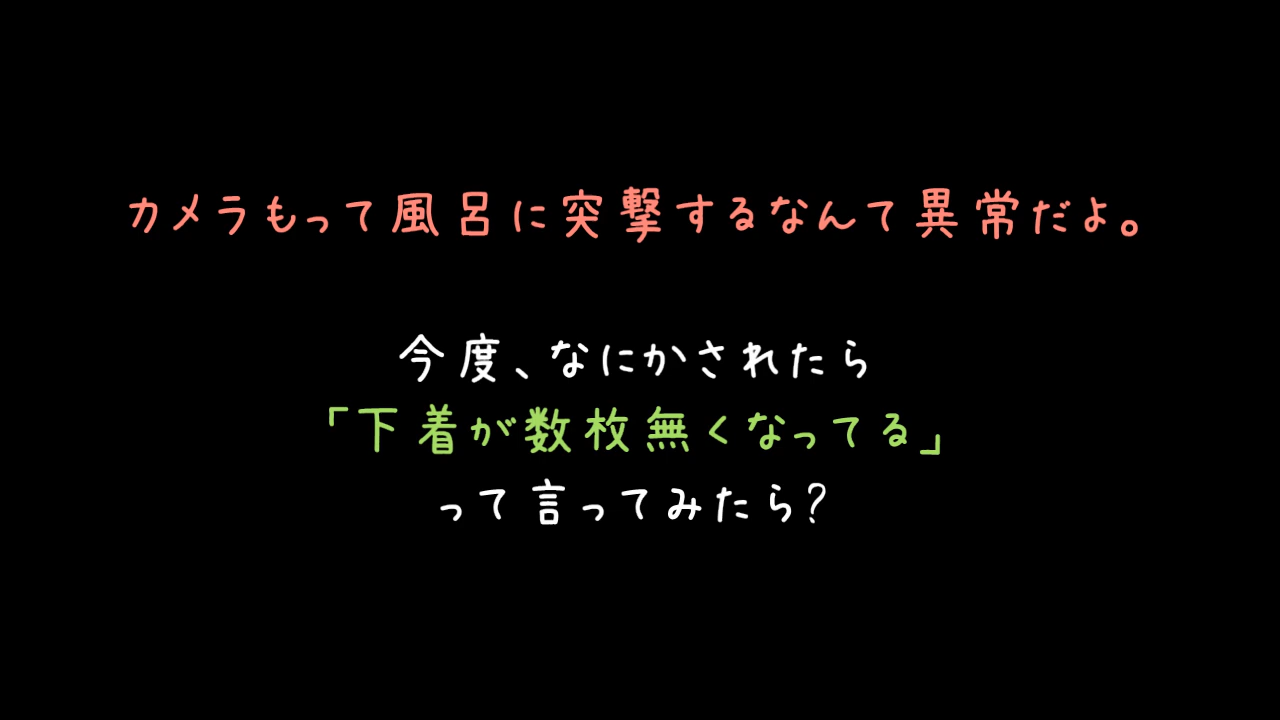 カメラもって風呂に突撃するなんて異常だよ。
今度、なにかされたら
「下着が数枚無くなってる」
って言ってみたら?